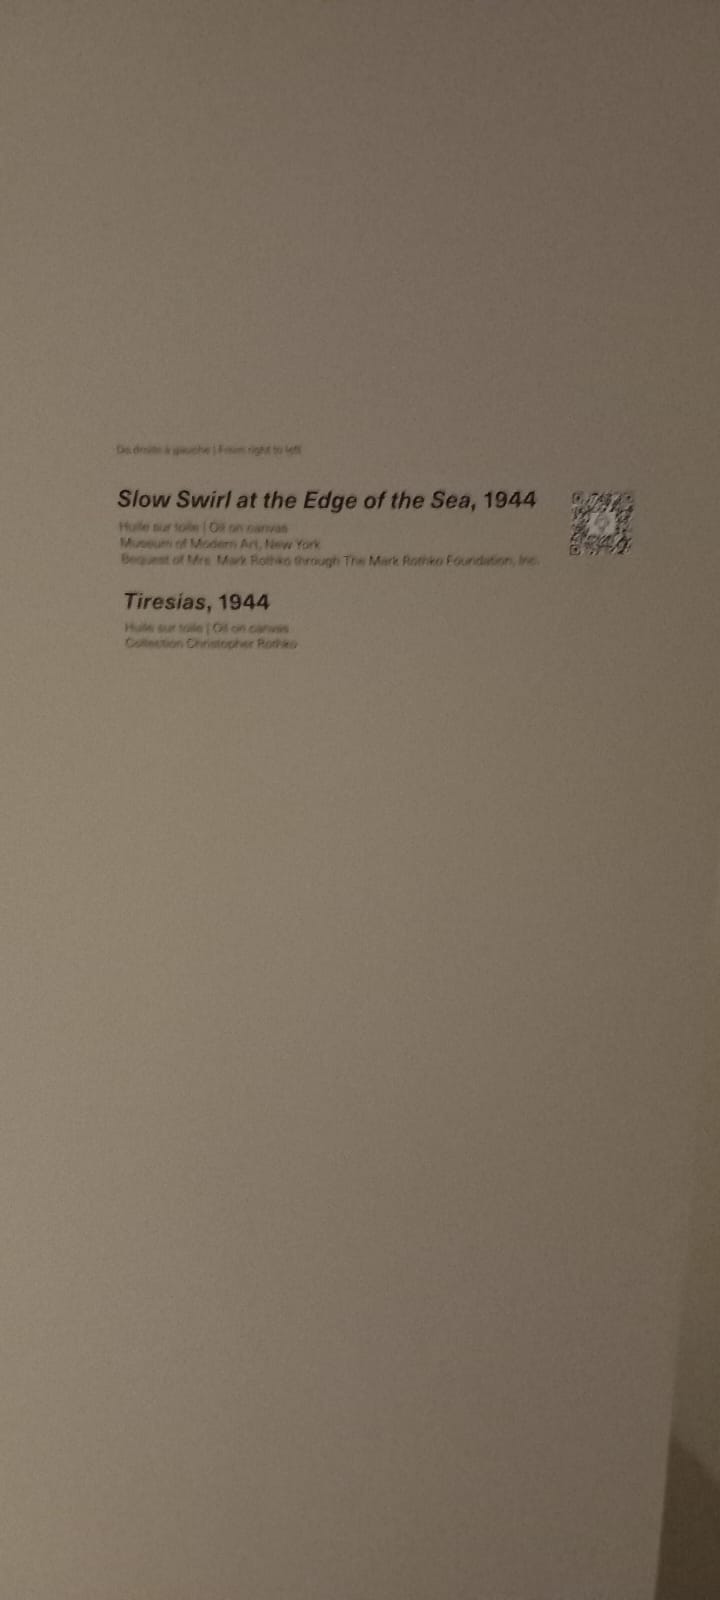 De droite à gauche | From right to left
Slow Swirl at the Edge of the Sea, 1944
Huile sur toile | Oil on canvas
Museum of Modern Art, New York
Bequest of Mrs. Mark Rothko through The Mark Rothko Foundation, Inc.
Tiresias, 1944
Huile sur toile | Oil on canvas
Collection Christopher Rothko